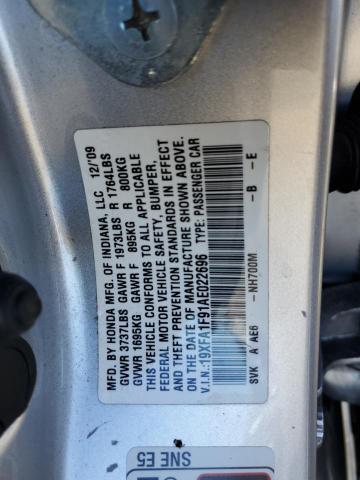 MFG. BY HONDA MFG. OF INDIANA, LLC 12/'09
GVWR 3737LBS GAWR F 1973LBS R 1764LBS
GVWR 1695KG GAWR F 895KG R 800KG
THIS VEHICLE CONFORMS TO ALL APPLICABLE
FEDERAL MOTOR VEHICLE SAFETY, BUMPER,
AND THEFT PREVENTION STANDARDS IN EFFECT
ON THE DATE OF MANUFACTURE SHOWN ABOVE.
V.I.N.:19XFA1F91AE022696 TYPE: PASSENGER CAR
SVK A AE6 -NH700M -B -E
SNE E5